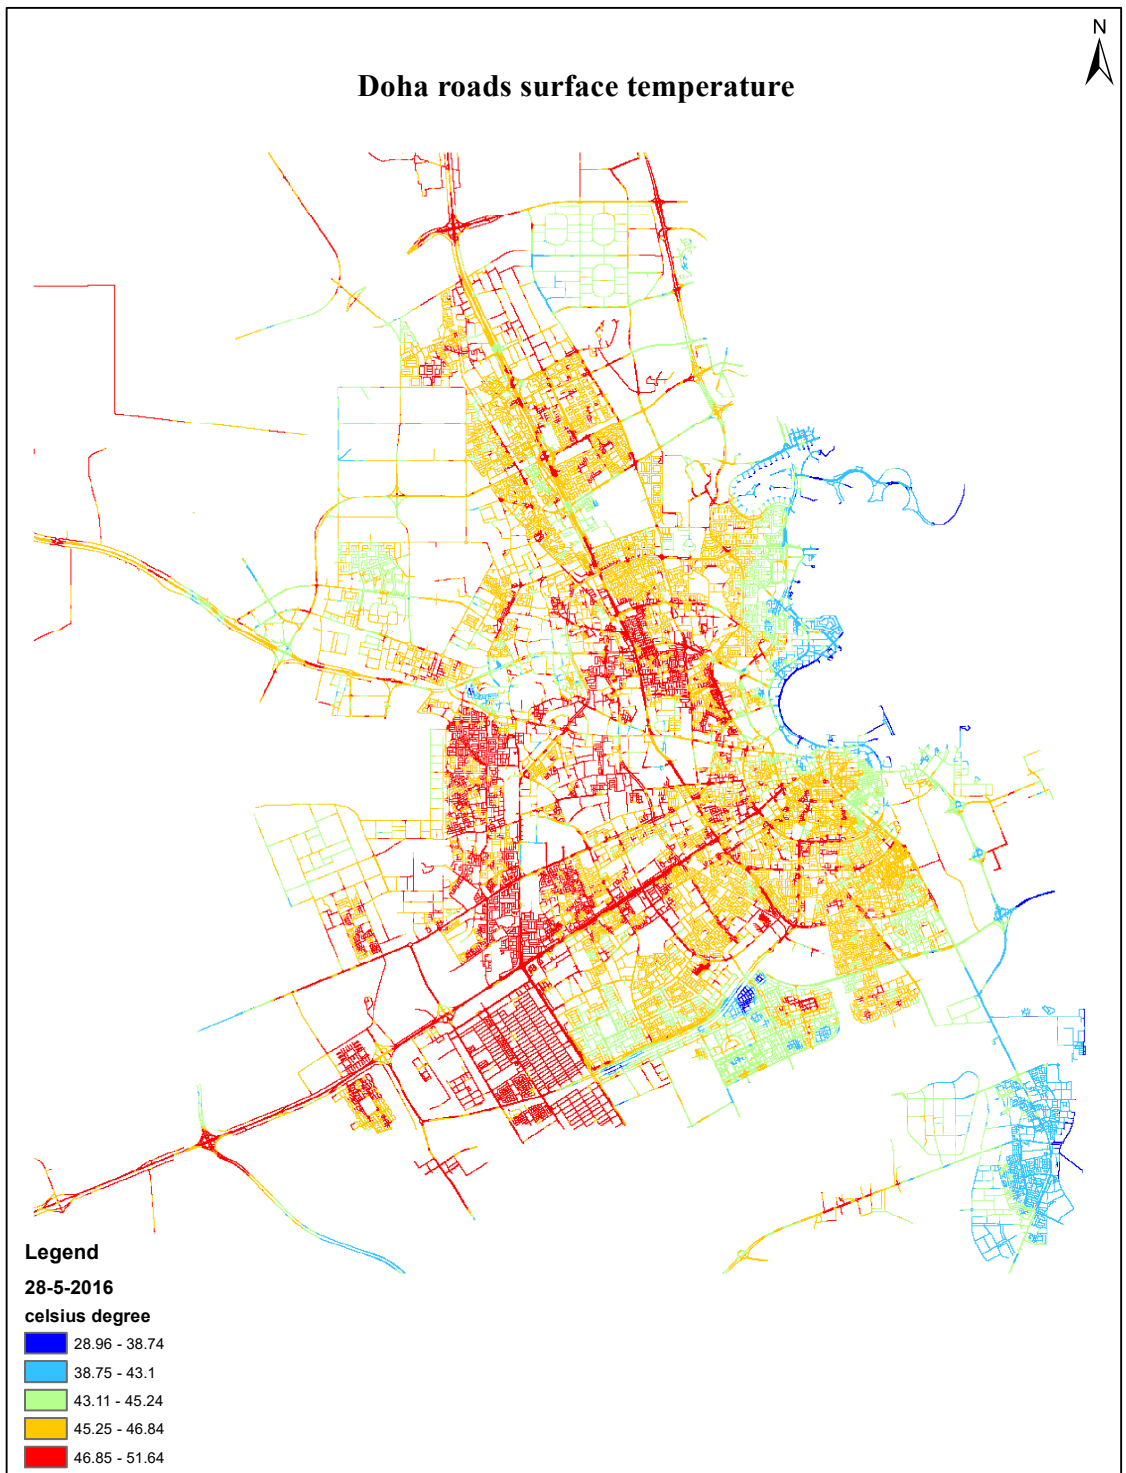 N
Doha roads surface temperature
Legend
28-5-2016
celsius degree
28.96 - 38.74
38.75 - 43.1
43.11 - 45.24
45.25 - 46.84
46.85 - 51.64